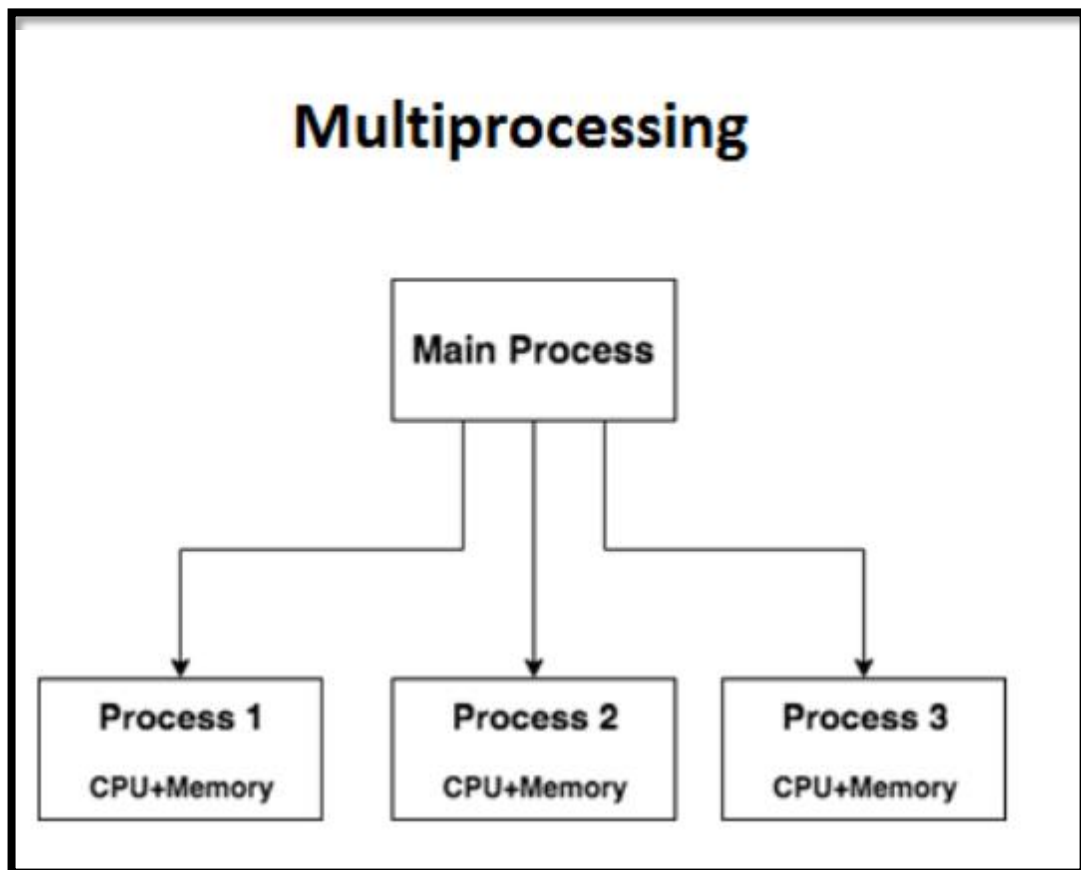 Multiprocessing
Main Process
Process 1
CPU+Memory
Process 2
CPU+Memory
Process 3
CPU+Memory